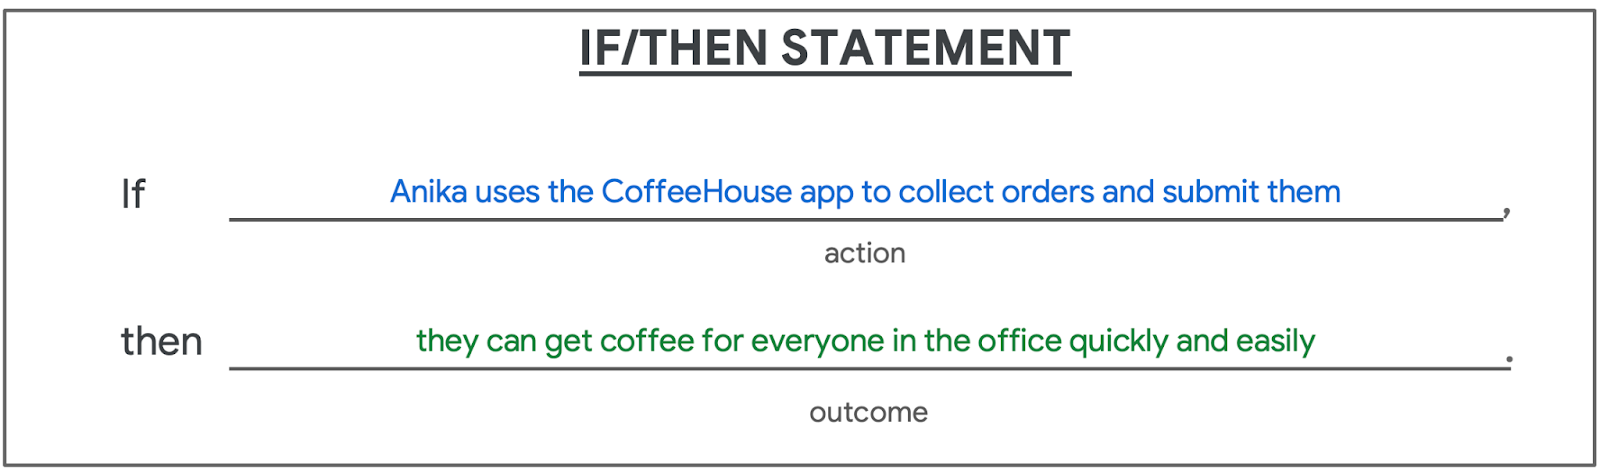 IF/THEN STATEMENT
If Anika uses the CoffeeHouse app to collect orders and submit them,
action
then they can get coffee for everyone in the office quickly and easily.
outcome